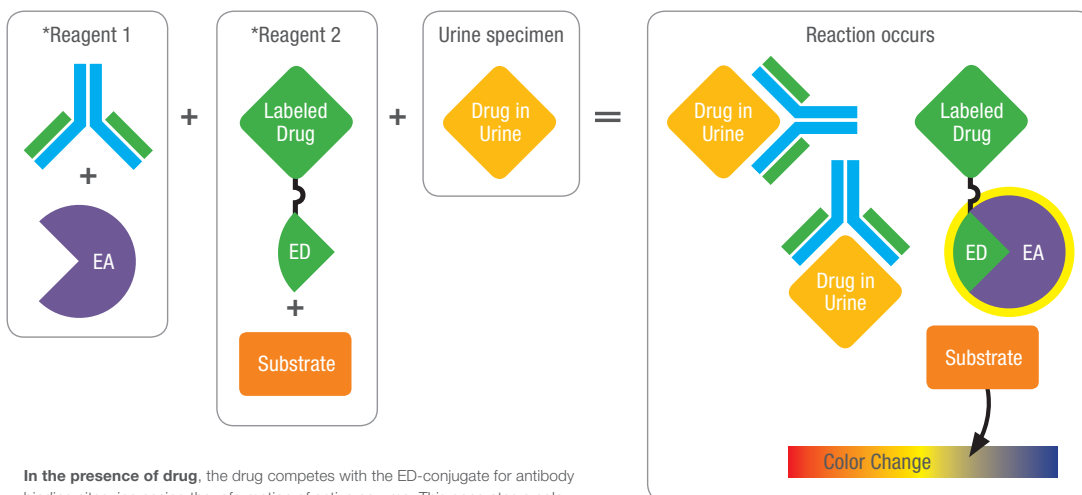 *Reagent 1
*Reagent 2
Urine specimen
Reaction occurs
+
EA
+
Labeled
Drug
ED
+
Substrate
+
Drug in
Urine
=
Drug in
Urine
Drug in
Urine
Labeled
Drug
ED
EA
Substrate
Color Change
In the presence of drug, the drug competes with the ED-conjugate for antibody